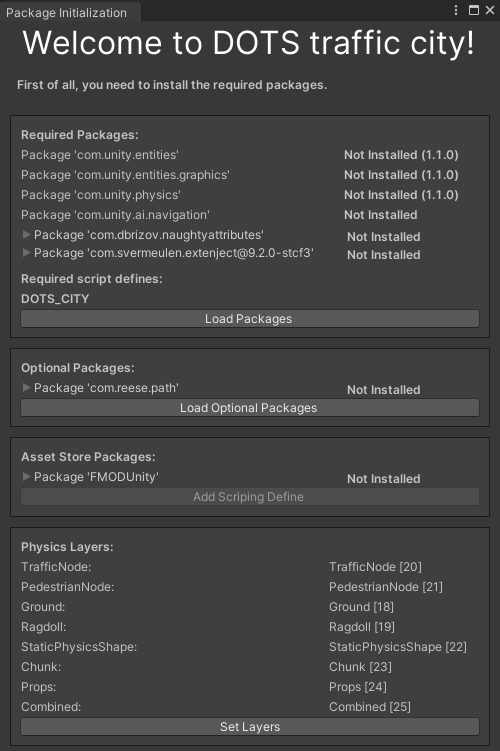 Package Initialization
Welcome to DOTS traffic city!
First of all, you need to install the required packages.
Required Packages:
Package 'com.unity.entities' Not Installed (1.1.0)
Package 'com.unity.entities.graphics' Not Installed (1.1.0)
Package 'com.unity.physics' Not Installed (1.1.0)
Package 'com.unity.ai.navigation' Not Installed
Package 'com.dbrizov.naughtyattributes' Not Installed
Package 'com.svermeulen.extenject@9.2.0-stcf3' Not Installed
Required script defines:
DOTS_CITY
Load Packages
Optional Packages:
Package 'com.reese.path' Not Installed
Load Optional Packages
Asset Store Packages:
Package 'FMODUnity' Not Installed
Add Scriping Define
Physics Layers:
TrafficNode: TrafficNode [20]
PedestrianNode: PedestrianNode [21]
Ground: Ground [18]
Ragdoll: Ragdoll [19]
StaticPhysicsShape: StaticPhysicsShape [22]
Chunk: Chunk [23]
Props: Props [24]
Combined: Combined [25]
Set Layers